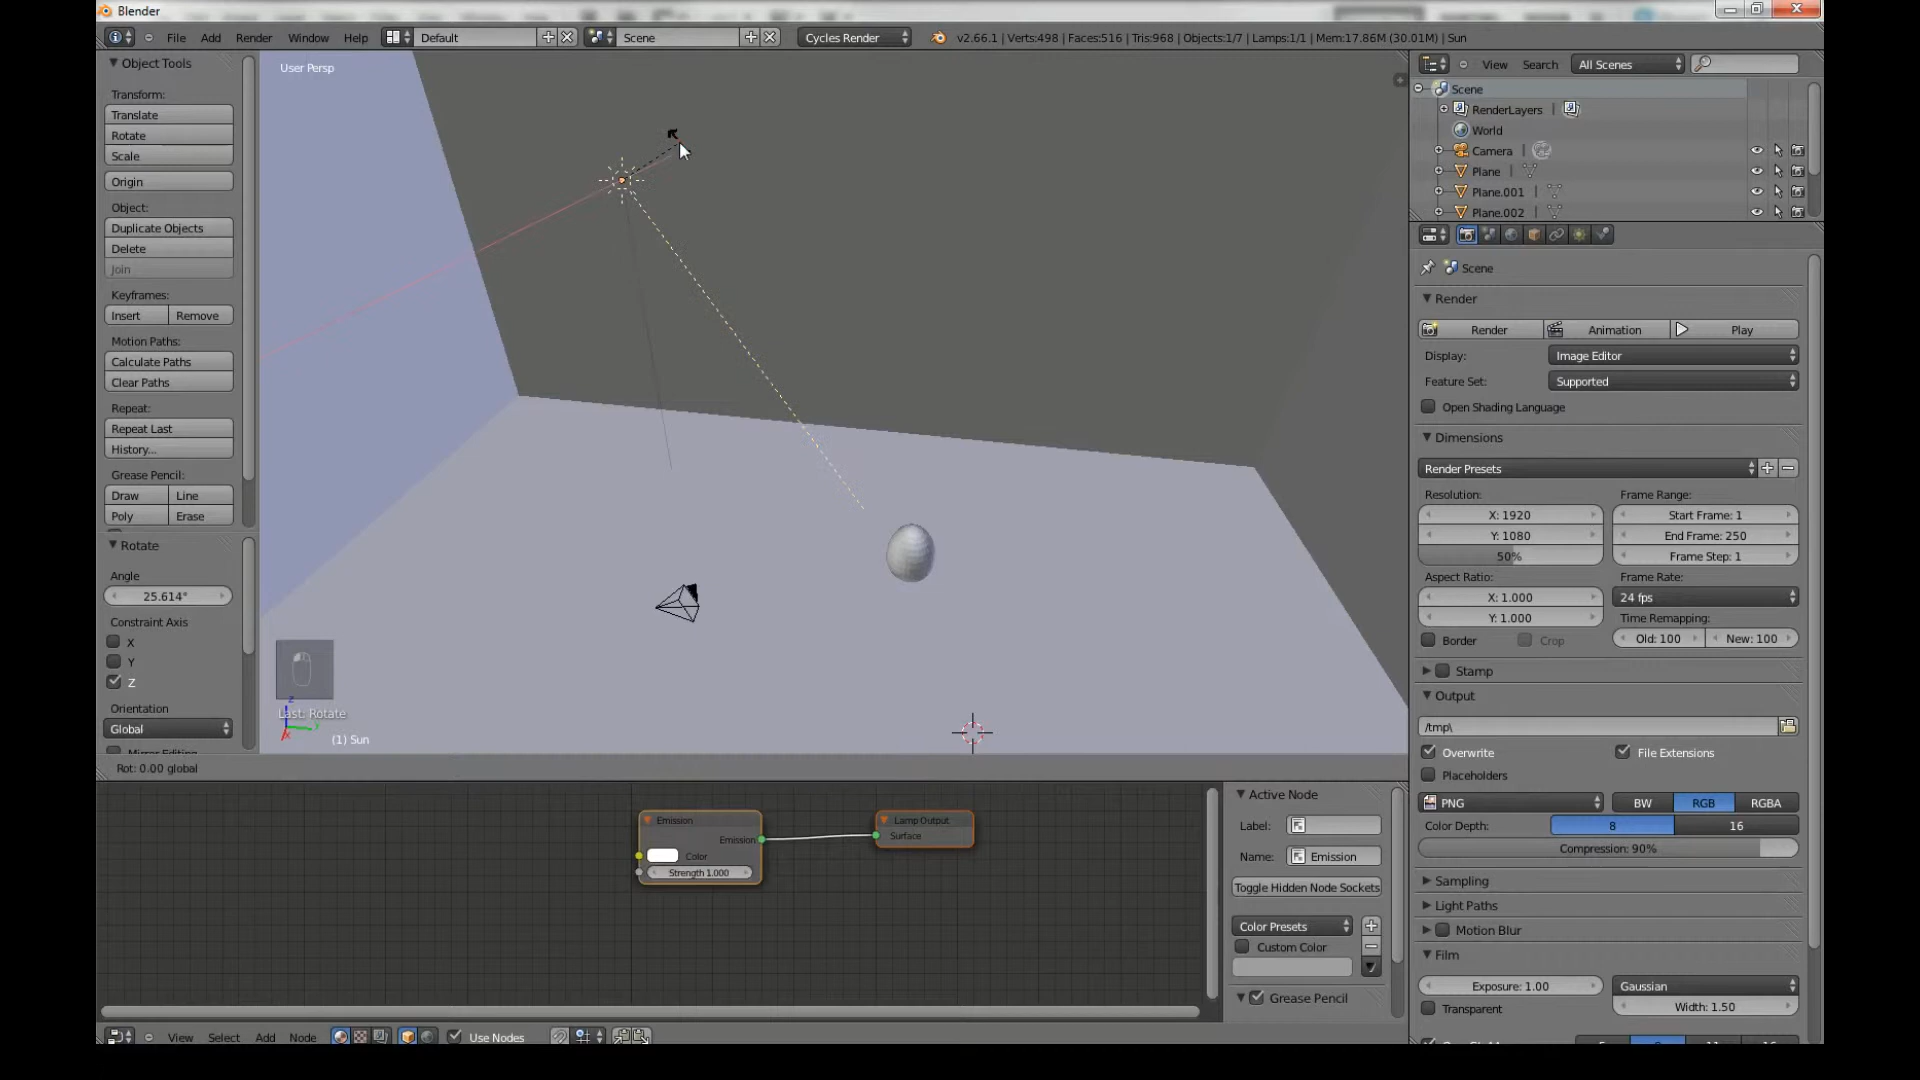 Blender
File Add Render Window Help Default Scene Cycles Render v2.66.1 | Verts:498 | Faces:516 | Tris:968 | Objects:1/7 | Lamps:1/1 | Mem:17.86M (30.01M) | Sun
Object Tools
Transform:
Translate
Rotate
Scale
Origin
Object:
Duplicate Objects
Delete
Join
Keyframes:
Insert Remove
Motion Paths:
Calculate Paths
Clear Paths
Repeat:
Repeat Last
History...
Grease Pencil:
Draw Line
Poly Erase
Rotate
Angle
25.614°
Constraint Axis
X
Y
Z
Orientation
Global
Mirror Editing
User Persp
Last: Rotate
(1) Sun
Rot: 0.00 global
Emission
Emission
Color
Strength 1.000
Lamp Output
Surface
Active Node
Label:
Name: Emission
Toggle Hidden Node Sockets
Color Presets
Custom Color
Grease Pencil
View Select Add Node Use Nodes
View Search All Scenes
Scene
RenderLayers
World
Camera
Plane
Plane.001
Plane.002
Scene
Render
Render Animation Play
Display: Image Editor
Feature Set: Supported
Open Shading Language
Dimensions
Render Presets
Resolution: Frame Range:
X: 1920 Start Frame: 1
Y: 1080 End Frame: 250
50% Frame Step: 1
Aspect Ratio: Frame Rate:
X: 1.000 24 fps
Y: 1.000 Time Remapping:
Border Crop Old: 100 New: 100
Stamp
Output
/tmp\
Overwrite File Extensions
Placeholders
PNG BW RGB RGBA
Color Depth: 8 16
Compression: 90%
Sampling
Light Paths
Motion Blur
Film
Exposure: 1.00 Gaussian
Transparent Width: 1.50